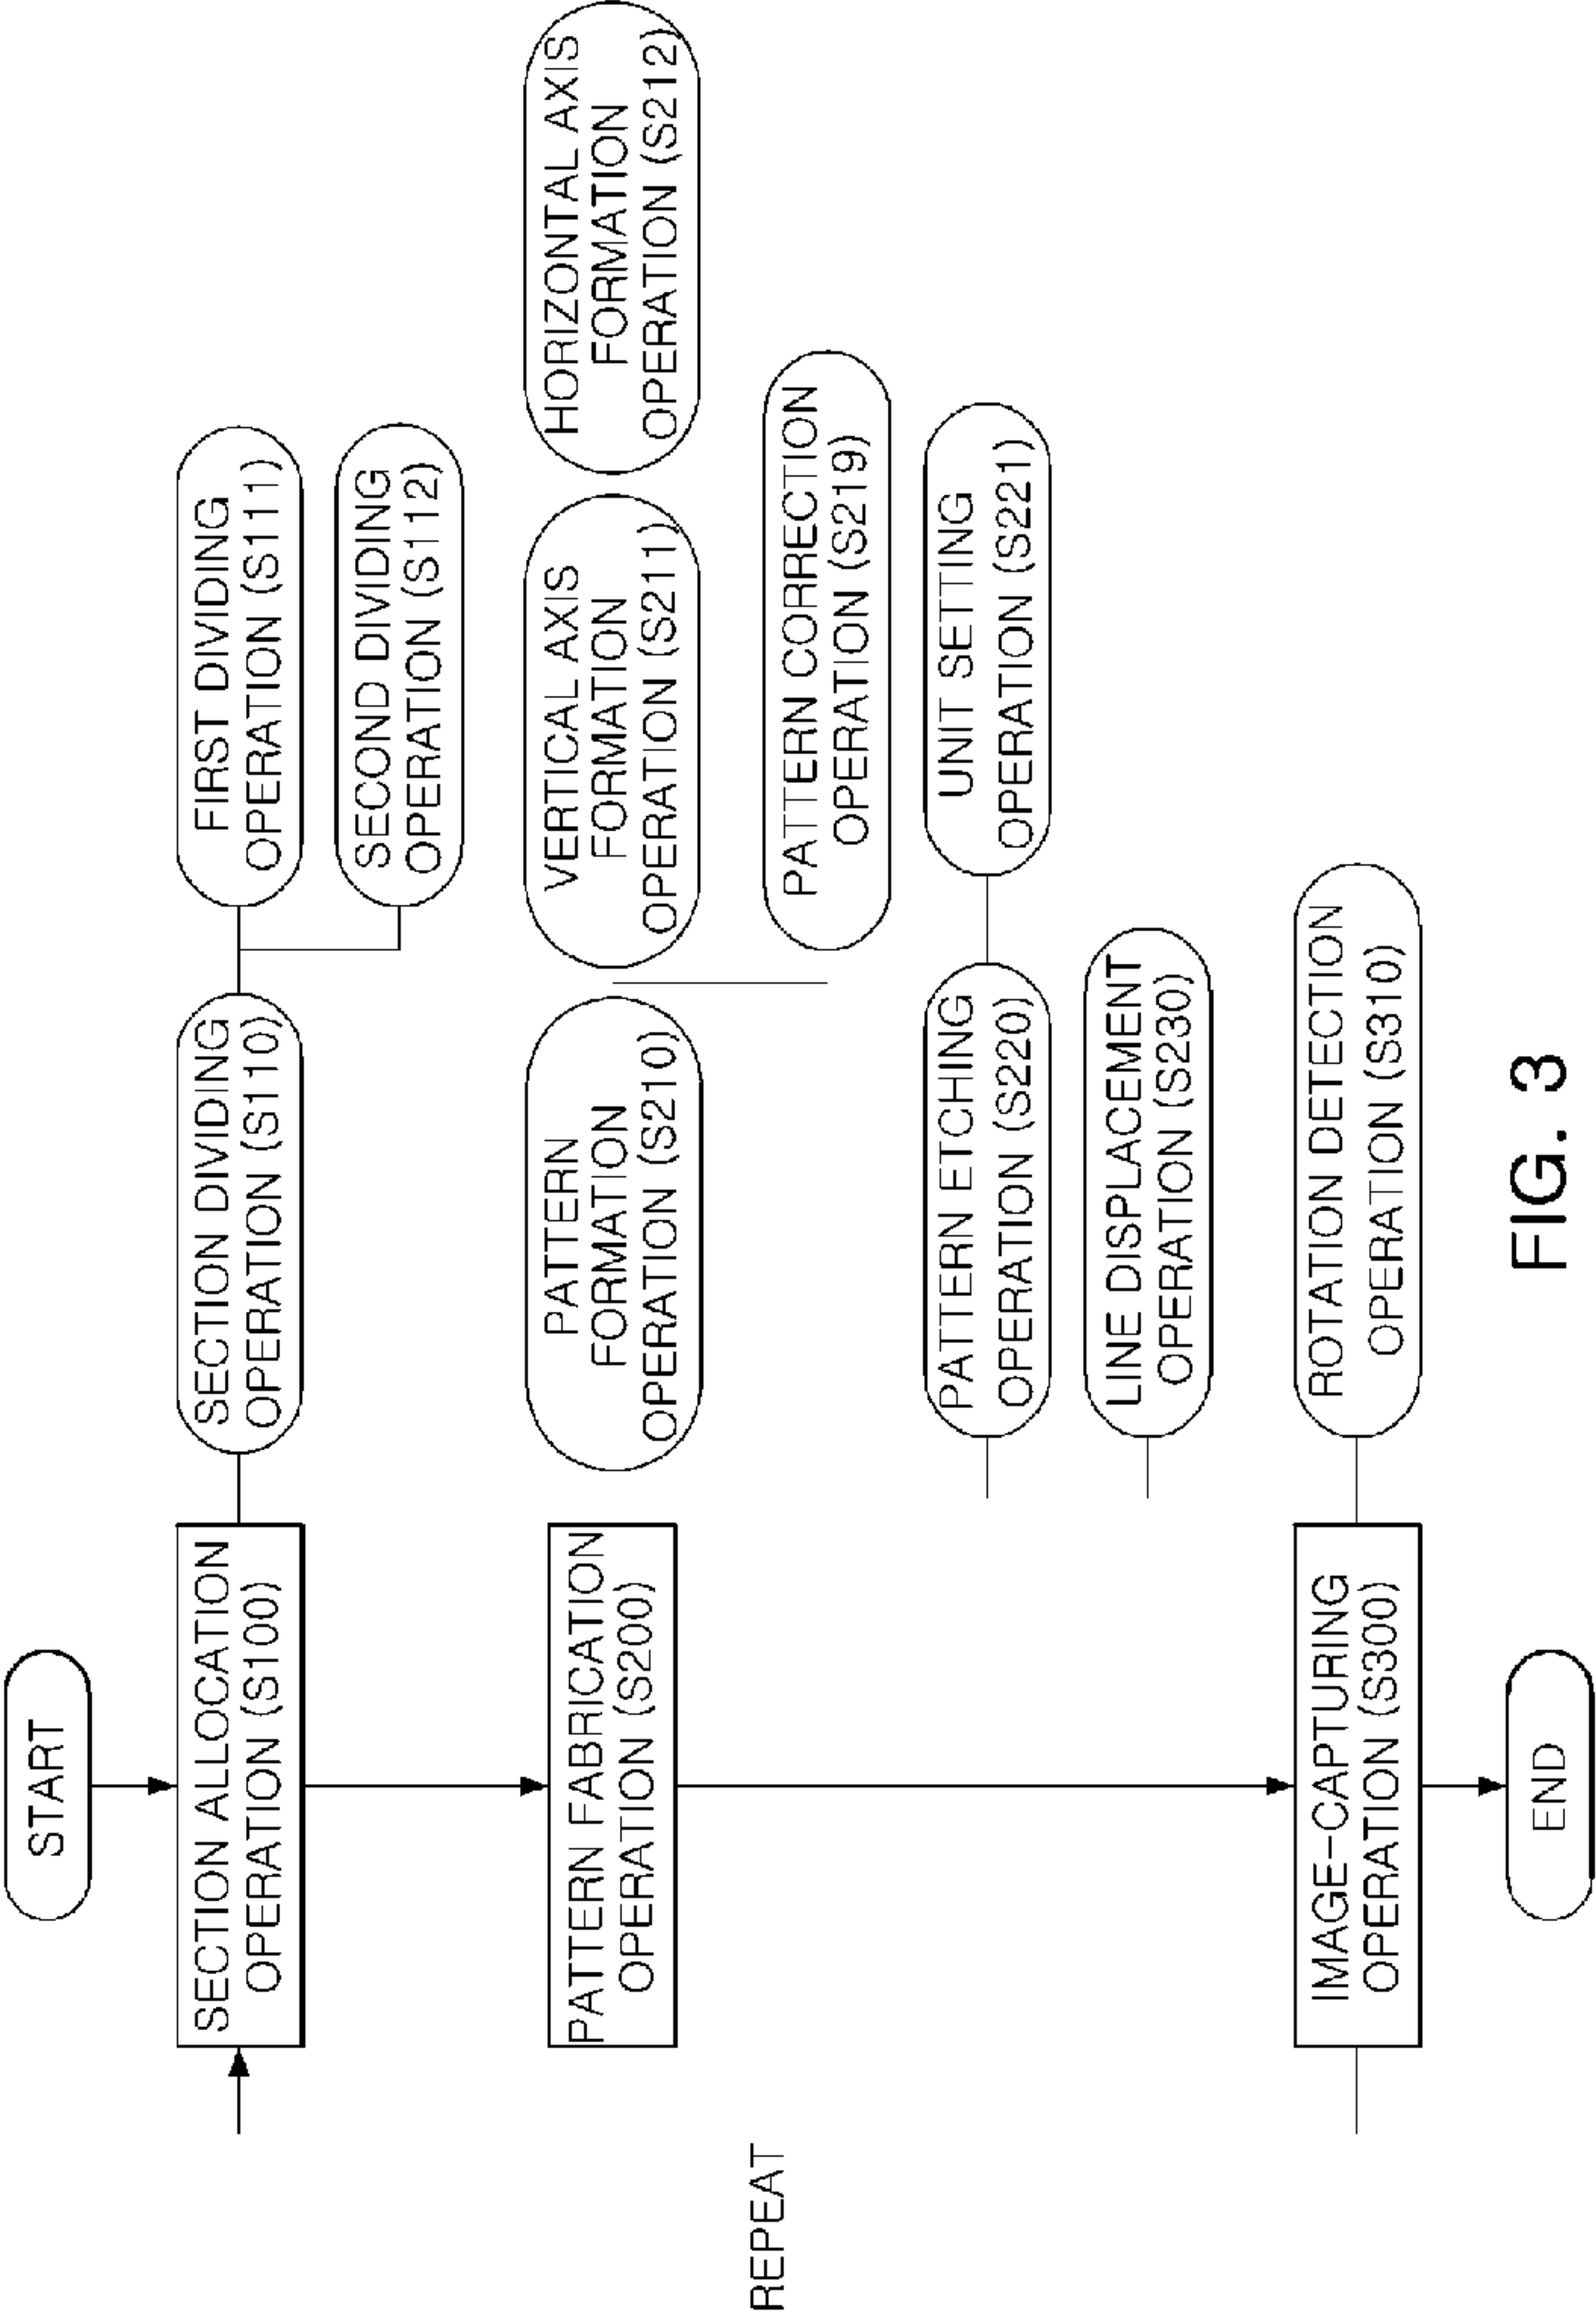 START
SECTION ALLOCATION
OPERATION (S100)
SECTION DIVIDING
OPERATION (S110)
FIRST DIVIDING
OPERATION (S111)
SECOND DIVIDING
OPERATION (S112)
PATTERN FABRICATION
OPERATION (S200)
PATTERN
FORMATION
OPERATION (S210)
VERTICAL AXIS
FORMATION
OPERATION (S211)
HORIZONTAL AXIS
FORMATION
OPERATION (S212)
PATTERN CORRECTION
OPERATION (S219)
REPEAT
PATTERN ETCHING
OPERATION (S220)
UNIT SETTING
OPERATION (S221)
LINE DISPLACEMENT
OPERATION (S230)
IMAGE-CAPTURING
OPERATION (S300)
ROTATION DETECTION
OPERATION (S310)
END
FIG. 3